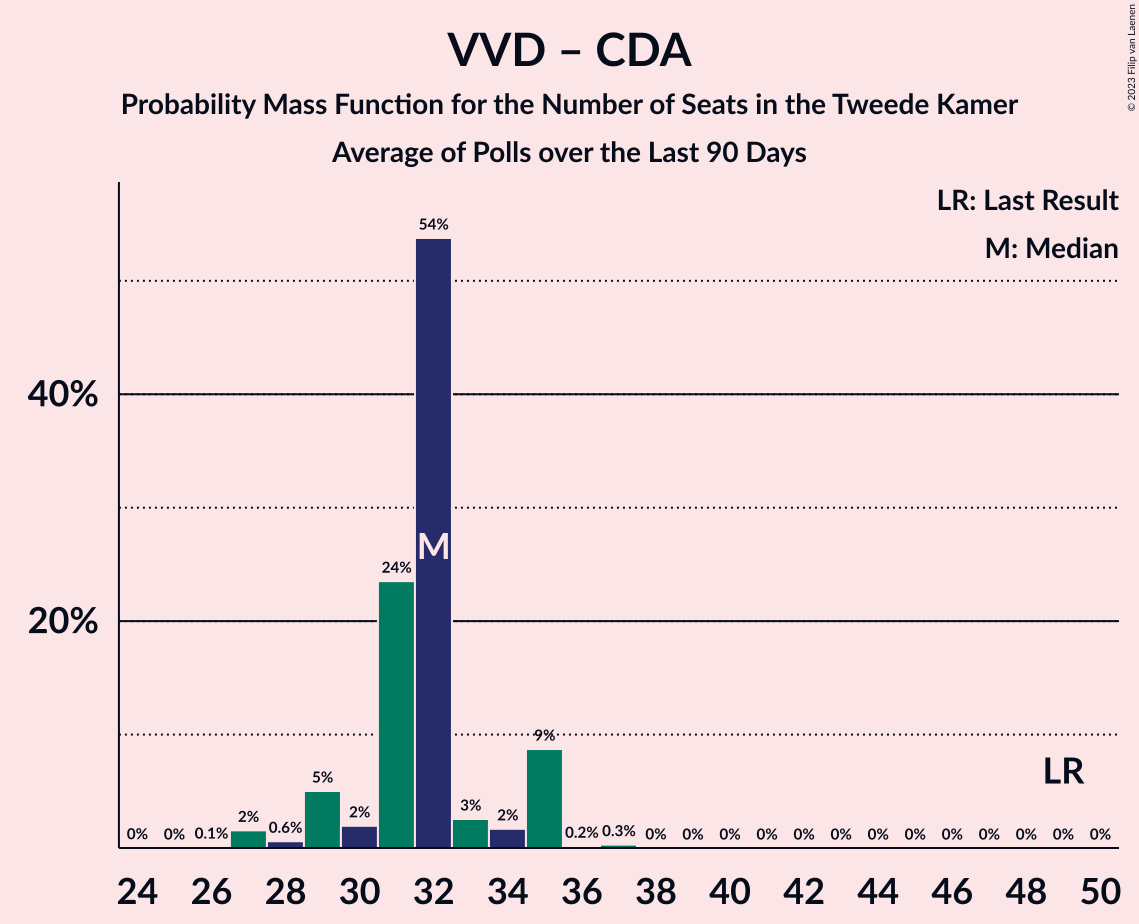 VVD – CDA
Probability Mass Function for the Number of Seats in the Tweede Kamer
Average of Polls over the Last 90 Days
© 2023 Filip van Laenen
LR: Last Result
M: Median
54%
40%
M
24%
20%
9%
LR
5%
0% 0% 0.1% 2% 0.6% 2% 3% 2% 0.2% 0.3% 0% 0% 0% 0% 0% 0% 0% 0% 0% 0% 0% 0% 0%
24 26 28 30 32 34 36 38 40 42 44 46 48 50